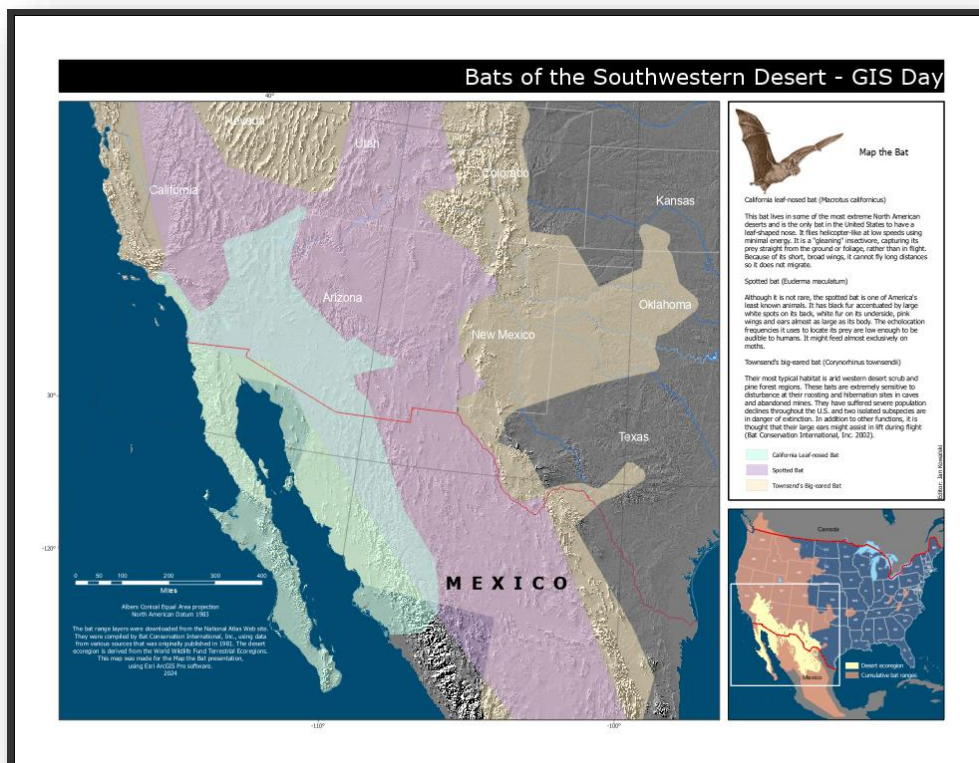 Bats of the Southwestern Desert - GIS Day
40°
Nevada
Utah
Colorado
California
Kansas
Arizona
Oklahoma
New Mexico
30°
Texas
-120°
MEXICO
0 50 100 200 300 400
Miles
Albers Conical Equal Area projection
North American Datum 1983
The bat range layers were downloaded from the National Atlas Web site.
They were compiled by Bat Conservation International, Inc., using data
from various sources that was originally published in 1981. The desert
ecoregion is derived from the World Wildlife Fund Terrestrial Ecoregions.
This map was made for the Map the Bat presentation,
using Esri ArcGIS Pro software.
2024
-110°
-100°
Map the Bat
California leaf-nosed bat (Macrotus californicus)
This bat lives in some of the most extreme North American
deserts and is the only bat in the United States to have a
leaf-shaped nose. It flies helicopter-like at low speeds using
minimal energy. It is a "gleaning" insectivore, capturing its
prey straight from the ground or foliage, rather than in flight.
Because of its short, broad wings, it cannot fly long distances
so it does not migrate.
Spotted bat (Euderma maculatum)
Although it is not rare, the spotted bat is one of America's
least known animals. It has black fur accentuated by large
white spots on its back, white fur on its underside, pink
wings and ears almost as large as its body. The echolocation
frequencies it uses to locate its prey are low enough to be
audible to humans. It might feed almost exclusively on
moths.
Townsend's big-eared bat (Corynorhinus townsendii)
Their most typical habitat is arid western desert scrub and
pine forest regions. These bats are extremely sensitive to
disturbance at their roosting and hibernation sites in caves
and abandoned mines. They have suffered severe population
declines throughout the U.S. and two isolated subspecies are
in danger of extinction. In addition to other functions, it is
thought that their large ears might assist in lift during flight
(Bat Conservation International, Inc. 2002).
California Leaf-nosed Bat
Spotted Bat
Townsend's Big-eared Bat
Editor: Jan Kowalski
Canada
Desert ecoregion
Cumulative bat ranges
Mexico